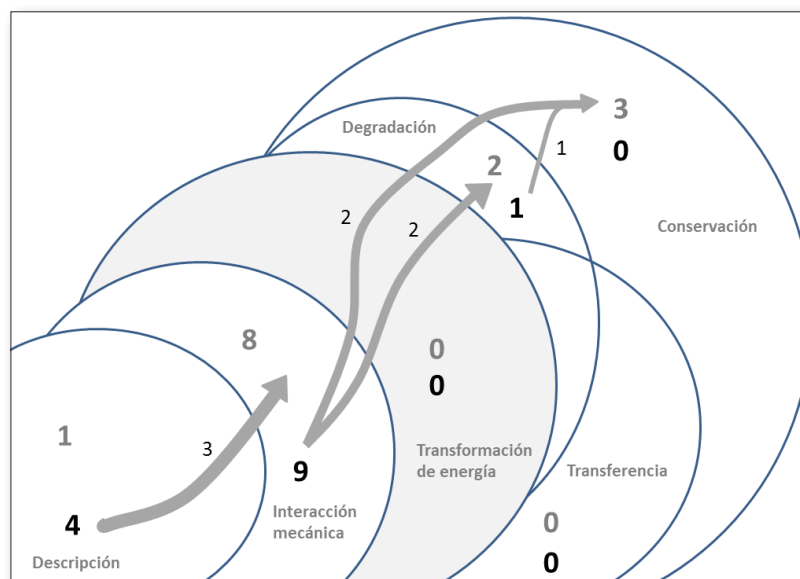 3
Degradación
1
0
2
1
2
2
Conservación
8
0
0
1
3
Transformación
de energía
9
Transferencia
Interacción
mecánica
4
0
Descripción
0